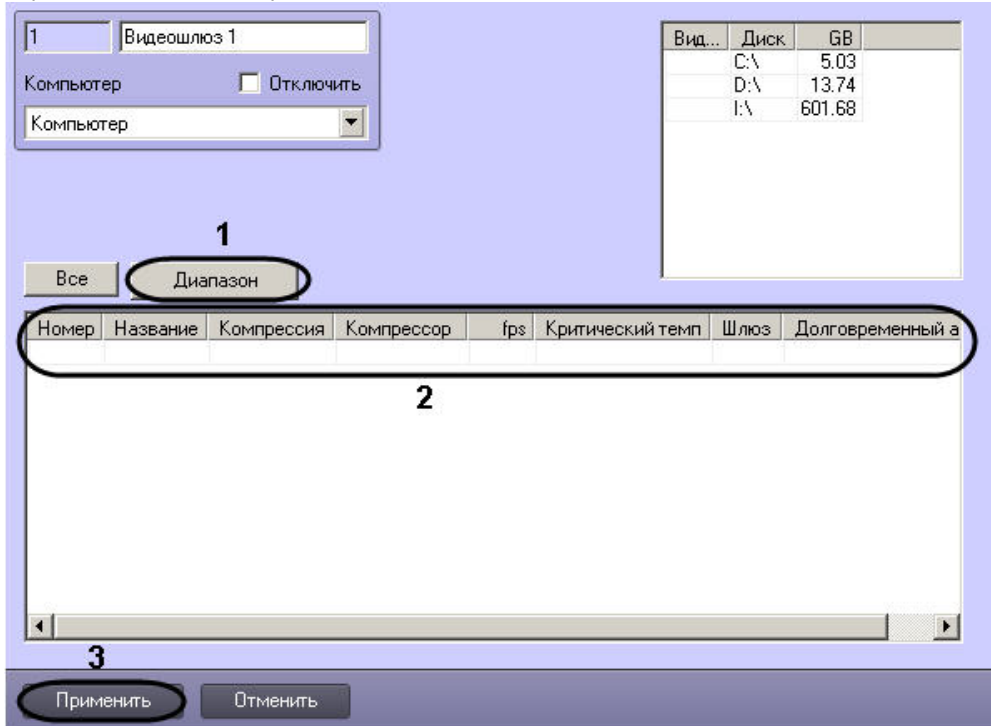 1 Видеошлюз 1
Компьютер Отключить
Компьютер
Вид... Диск GB
C:\ 5.03
D:\ 13.74
I:\ 601.68
1
Все Диапазон
Номер Название Компрессия Компрессор fps Критический темп Шлюз Долговременный а
2
3
Применить Отменить